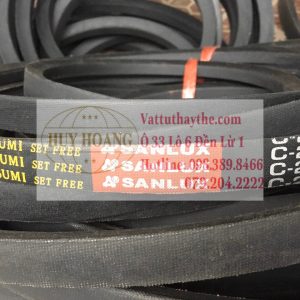 Vattuthaythe.com
HUY HOANG
Ô 33 Lô 6 Đền Lừ 1
Hotline: 096.389.8466
079.204.2222
UMI SET FREE SANLUX
UMI SET FREE SANLUX
SUMI SET FREE SANLUX